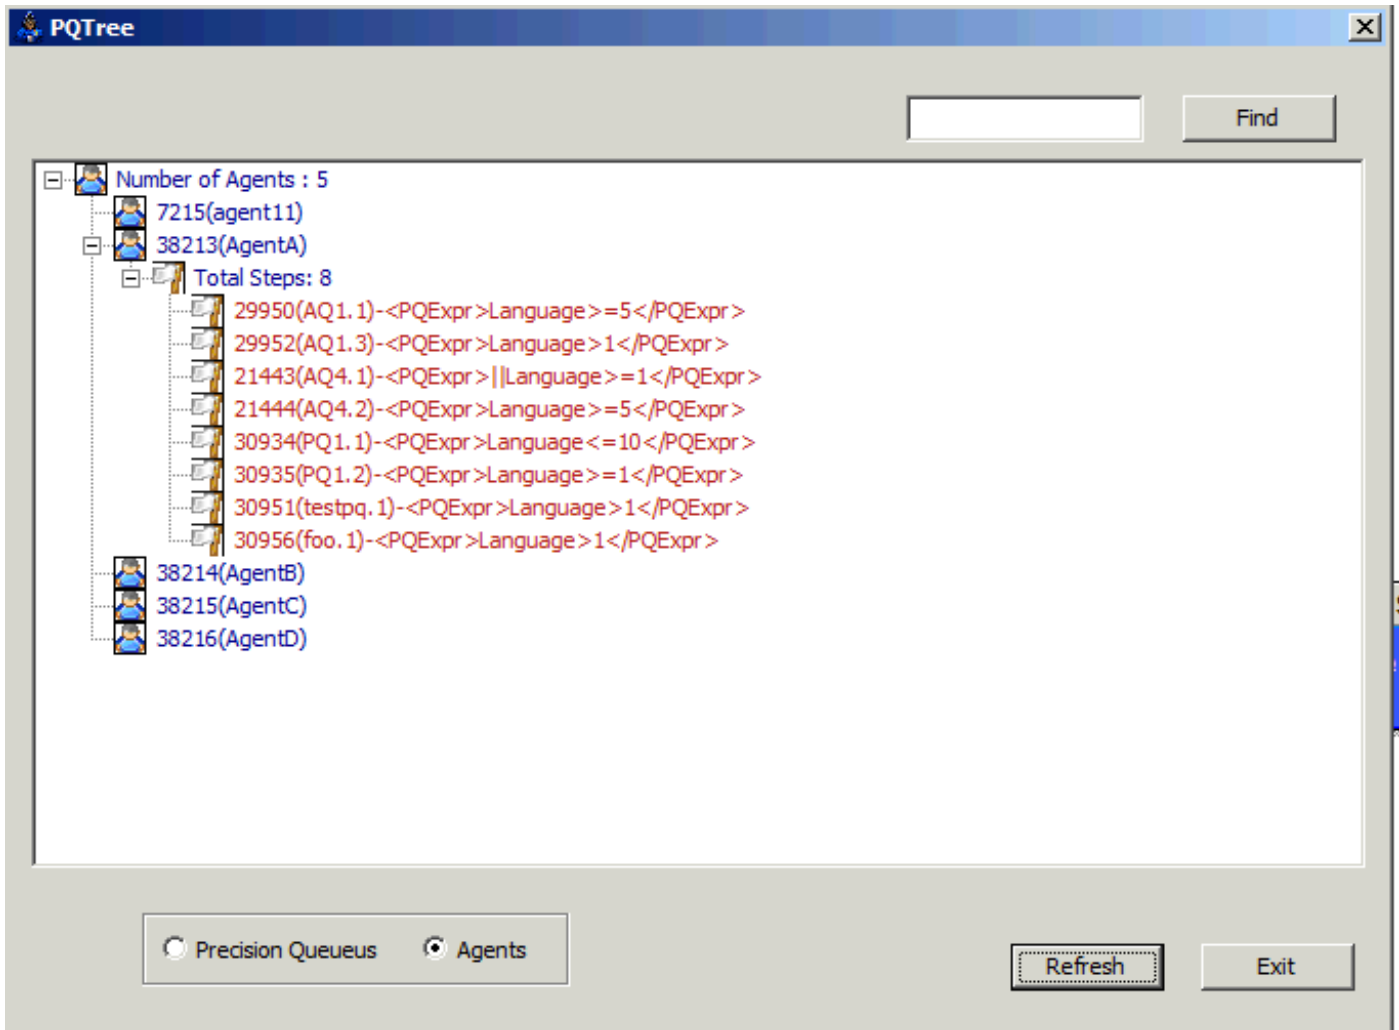 PQTree
Find
Number of Agents : 5
7215(agent11)
38213(AgentA)
Total Steps: 8
29950(AQ1.1)-<PQExpr>Language>=5</PQExpr>
29952(AQ1.3)-<PQExpr>Language>1</PQExpr>
21443(AQ4.1)-<PQExpr>||Language>=1</PQExpr>
21444(AQ4.2)-<PQExpr>Language>=5</PQExpr>
30934(PQ1.1)-<PQExpr>Language<=10</PQExpr>
30935(PQ1.2)-<PQExpr>Language>=1</PQExpr>
30951(testpq.1)-<PQExpr>Language>1</PQExpr>
30956(foo.1)-<PQExpr>Language>1</PQExpr>
38214(AgentB)
38215(AgentC)
38216(AgentD)
Precision Queueus Agents
Refresh Exit